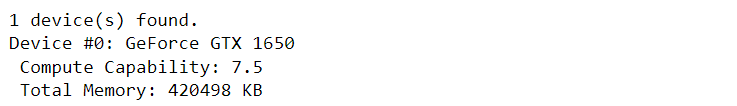 1 device(s) found.
Device #0: GeForce GTX 1650
Compute Capability: 7.5
Total Memory: 420498 KB